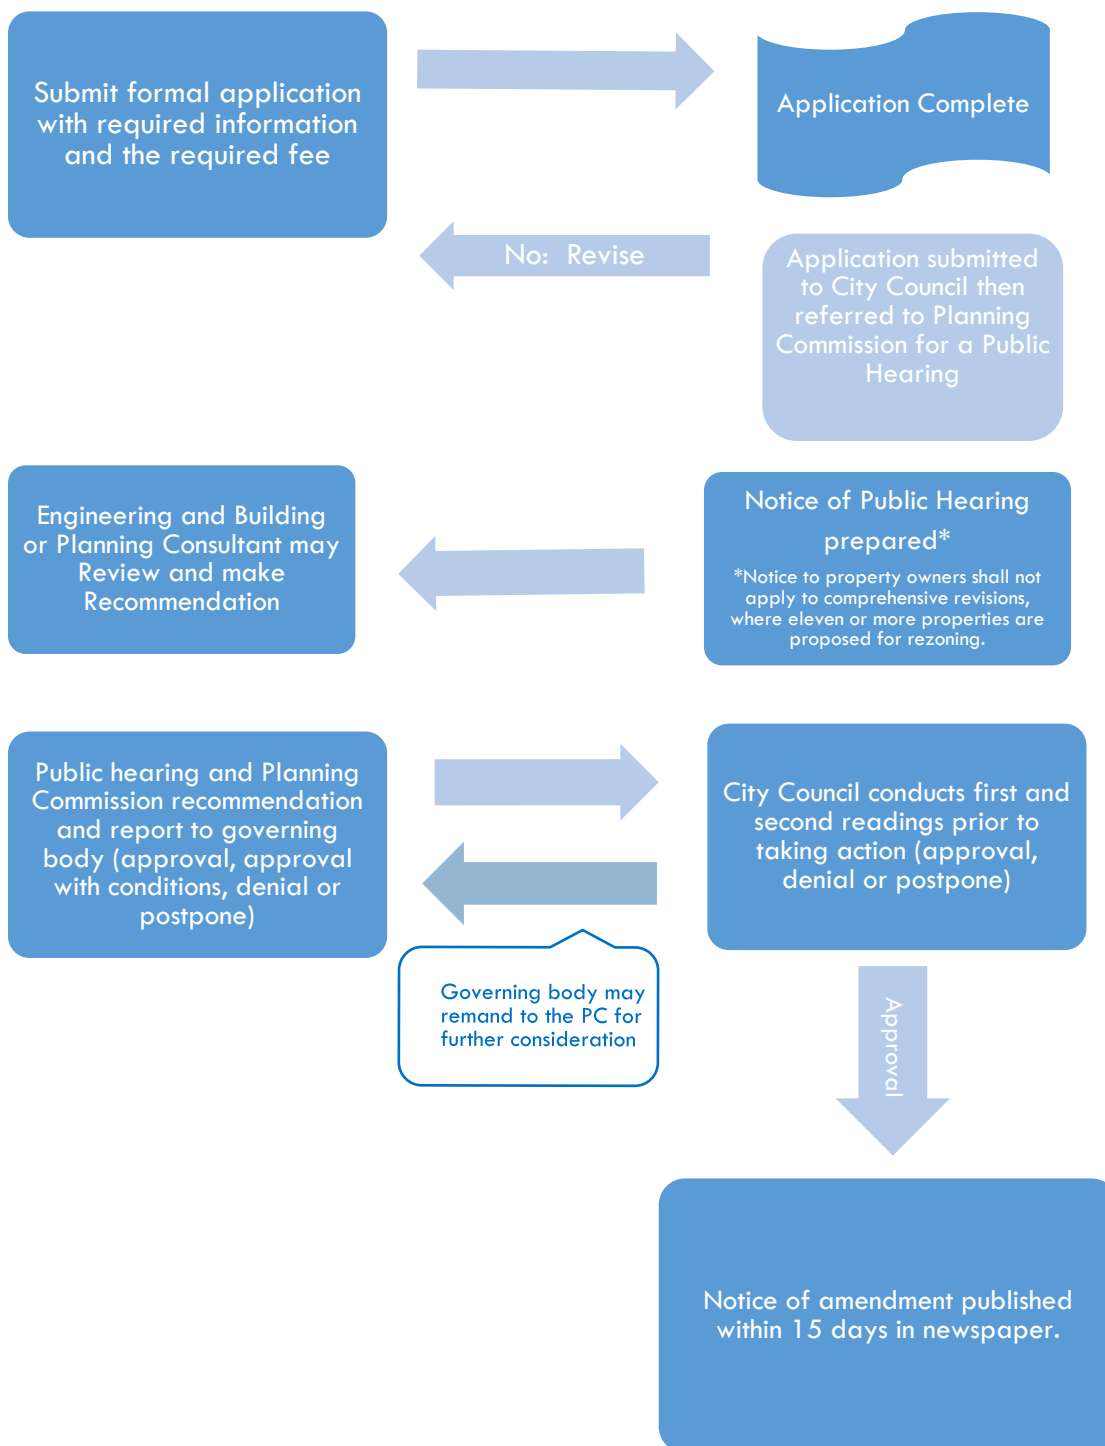 Submit formal application
with required information
and the required fee
Application Complete
No:  Revise
Application submitted
to City Council then
referred to Planning
Commission for a Public
Hearing
Engineering and Building
or Planning Consultant may
Review and make
Recommendation
Notice of Public Hearing
prepared*
*Notice to property owners shall not
apply to comprehensive revisions,
where eleven or more properties are
proposed for rezoning.
Public hearing and Planning
Commission recommendation
and report to governing
body (approval, approval
with conditions, denial or
postpone)
City Council conducts first and
second readings prior to
taking action (approval,
denial or postpone)
Governing body may
remand to the PC for
further consideration
Approval
Notice of amendment published
within 15 days in newspaper.